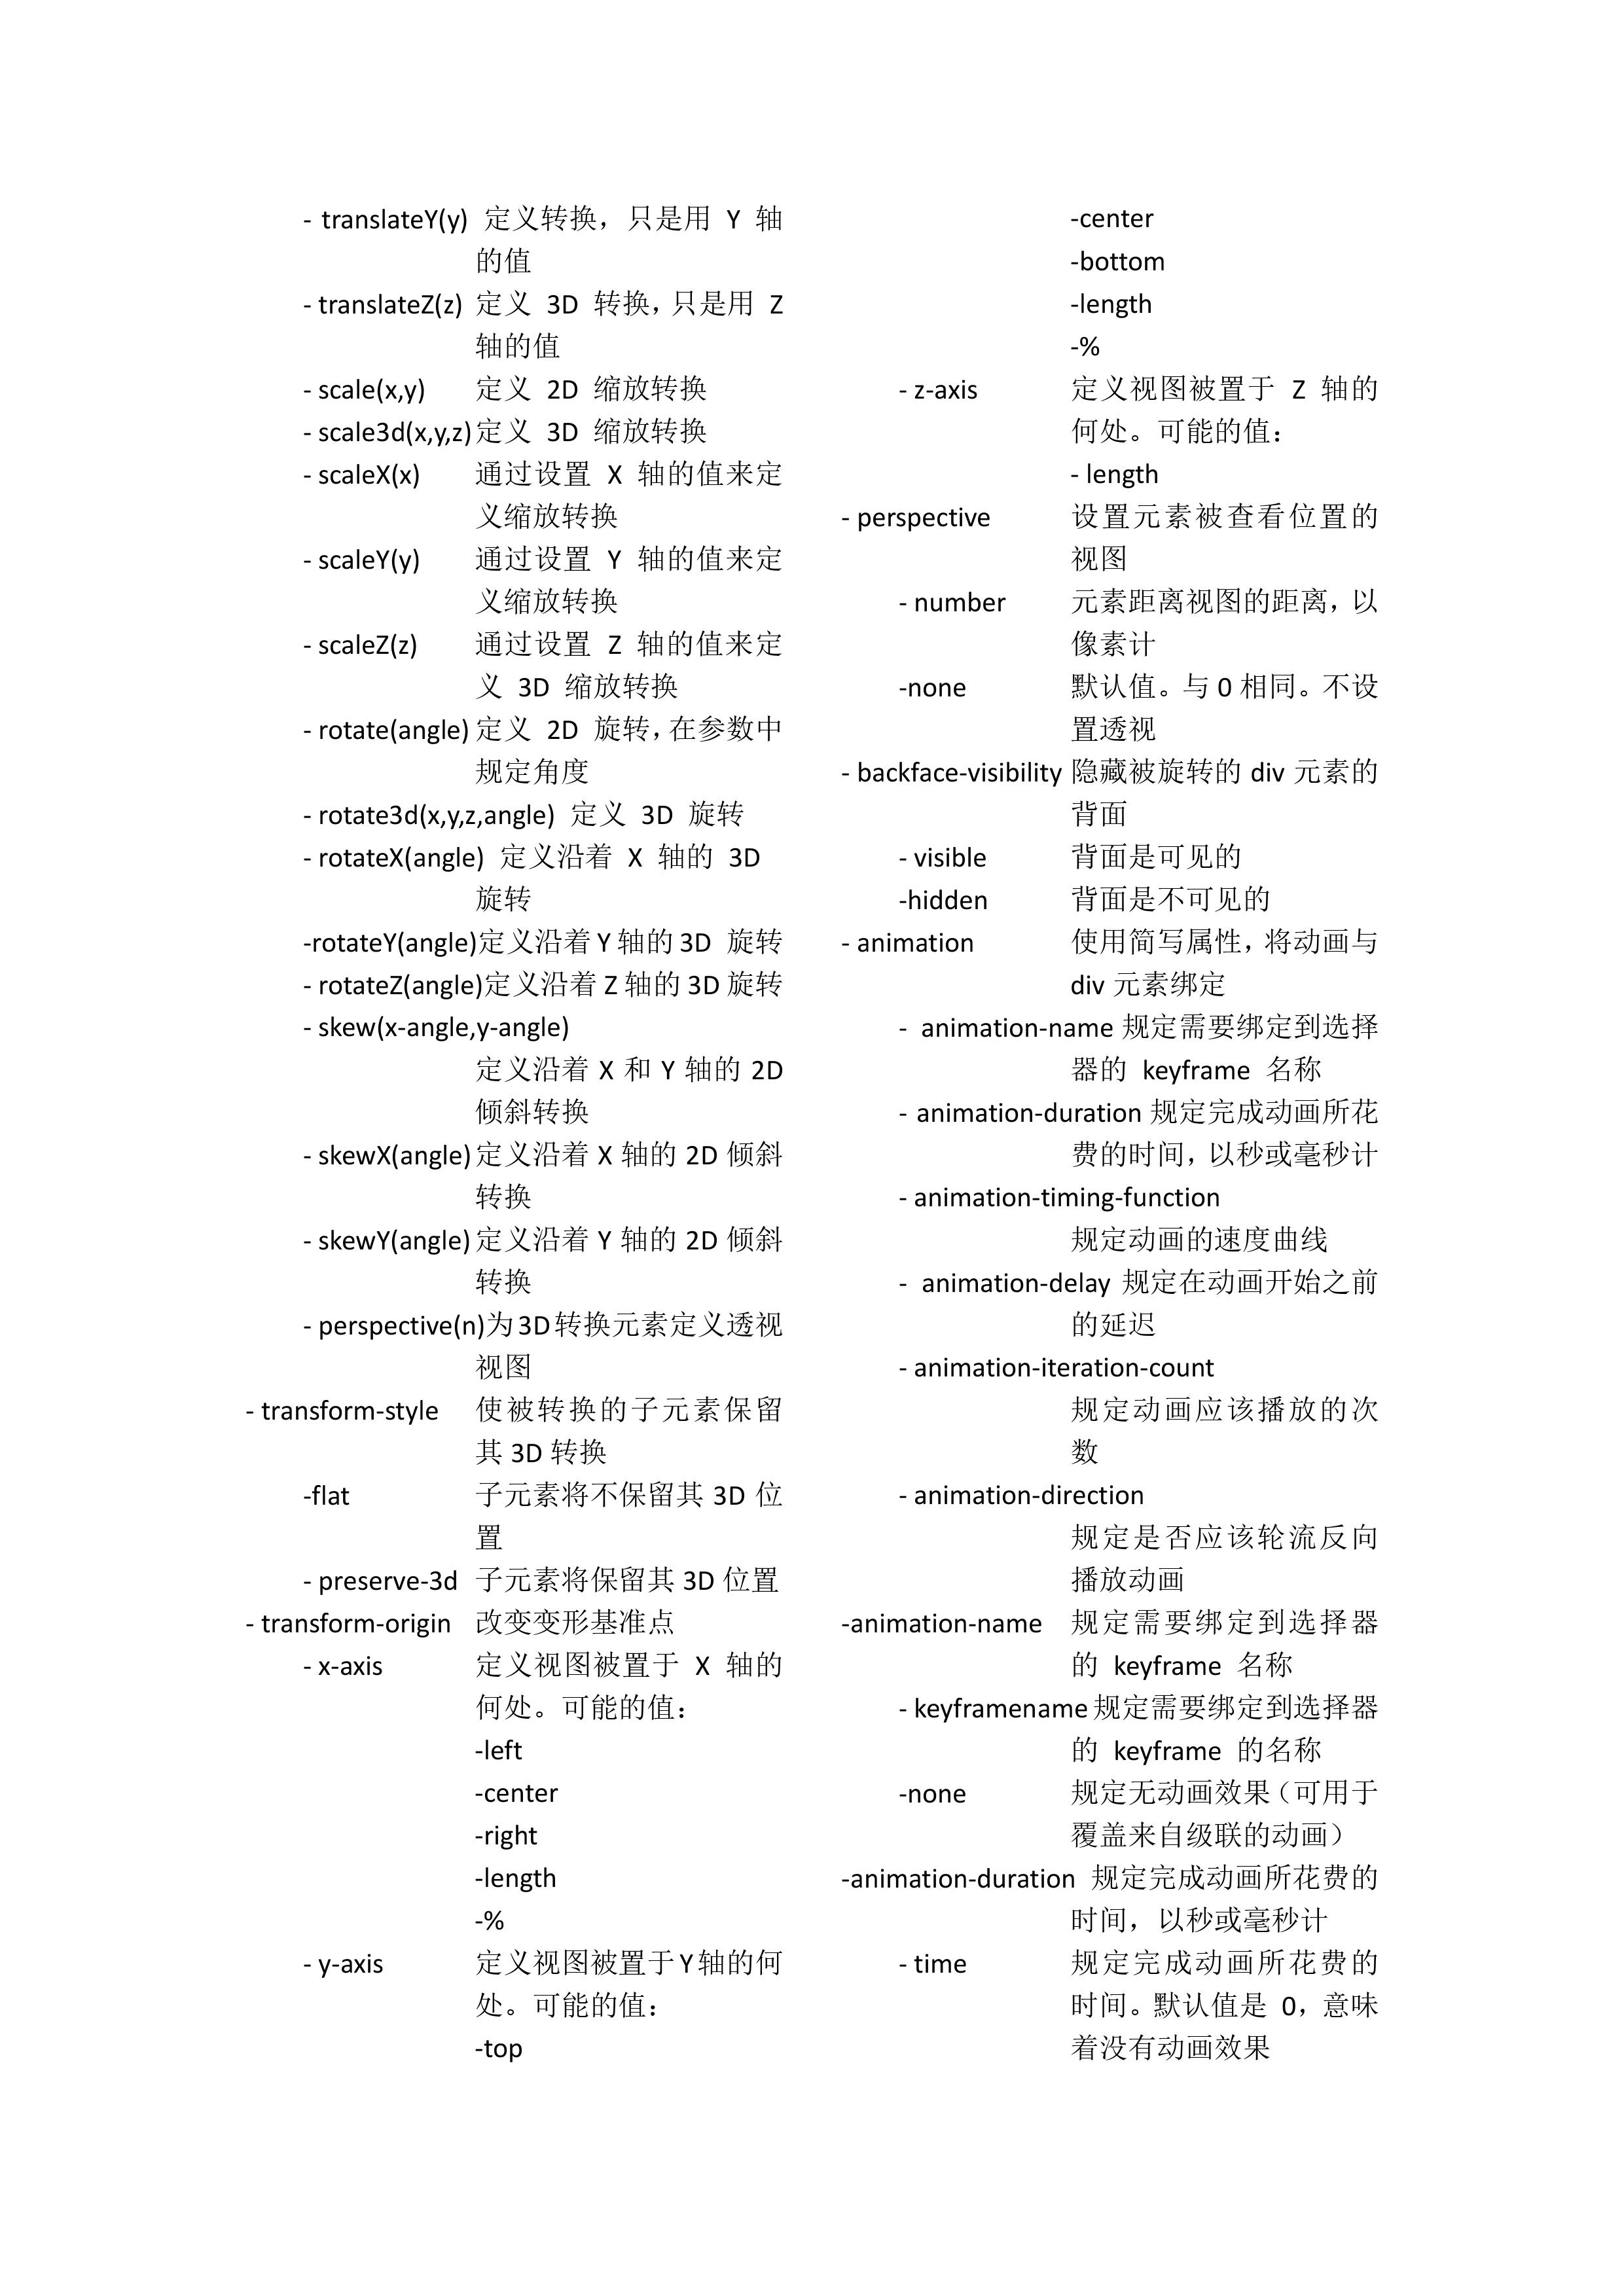 - translateY(y) 定义转换，只是用 Y 轴
的值
- translateZ(z) 定义 3D 转换，只是用 Z
轴的值
- scale(x,y) 定义 2D 缩放转换
- scale3d(x,y,z)定义 3D 缩放转换
- scaleX(x) 通过设置 X 轴的值来定
义缩放转换
- scaleY(y) 通过设置 Y 轴的值来定
义缩放转换
- scaleZ(z) 通过设置 Z 轴的值来定
义 3D 缩放转换
- rotate(angle) 定义 2D 旋转，在参数中
规定角度
- rotate3d(x,y,z,angle) 定义 3D 旋转
- rotateX(angle) 定义沿着 X 轴的 3D
旋转
-rotateY(angle)定义沿着Y轴的3D 旋转
- rotateZ(angle)定义沿着Z轴的3D旋转
- skew(x-angle,y-angle)
定义沿着 X 和 Y 轴的 2D
倾斜转换
- skewX(angle)定义沿着 X 轴的 2D 倾斜
转换
- skewY(angle)定义沿着 Y 轴的 2D 倾斜
转换
- perspective(n)为3D转换元素定义透视
视图
- transform-style 使被转换的子元素保留
其 3D 转换
-flat 子元素将不保留其 3D 位
置
- preserve-3d 子元素将保留其 3D 位置
- transform-origin 改变变形基准点
- x-axis 定义视图被置于 X 轴的
何处。可能的值：
-left
-center
-right
-length
-%
- y-axis 定义视图被置于Y轴的何
处。可能的值：
-top
-center
-bottom
-length
-%
- z-axis 定义视图被置于 Z 轴的
何处。可能的值：
- length
- perspective 设置元素被查看位置的
视图
- number 元素距离视图的距离，以
像素计
-none 默认值。与 0 相同。不设
置透视
- backface-visibility 隐藏被旋转的 div 元素的
背面
- visible 背面是可见的
-hidden 背面是不可见的
- animation 使用简写属性，将动画与
div 元素绑定
- animation-name 规定需要绑定到选择
器的 keyframe 名称
- animation-duration 规定完成动画所花
费的时间，以秒或毫秒计
- animation-timing-function
规定动画的速度曲线
- animation-delay 规定在动画开始之前
的延迟
- animation-iteration-count
规定动画应该播放的次
数
- animation-direction
规定是否应该轮流反向
播放动画
-animation-name 规定需要绑定到选择器
的 keyframe 名称
- keyframename 规定需要绑定到选择器
的 keyframe 的名称
-none 规定无动画效果（可用于
覆盖来自级联的动画）
-animation-duration 规定完成动画所花费的
时间，以秒或毫秒计
- time 规定完成动画所花费的
时间。默认值是 0，意味
着没有动画效果